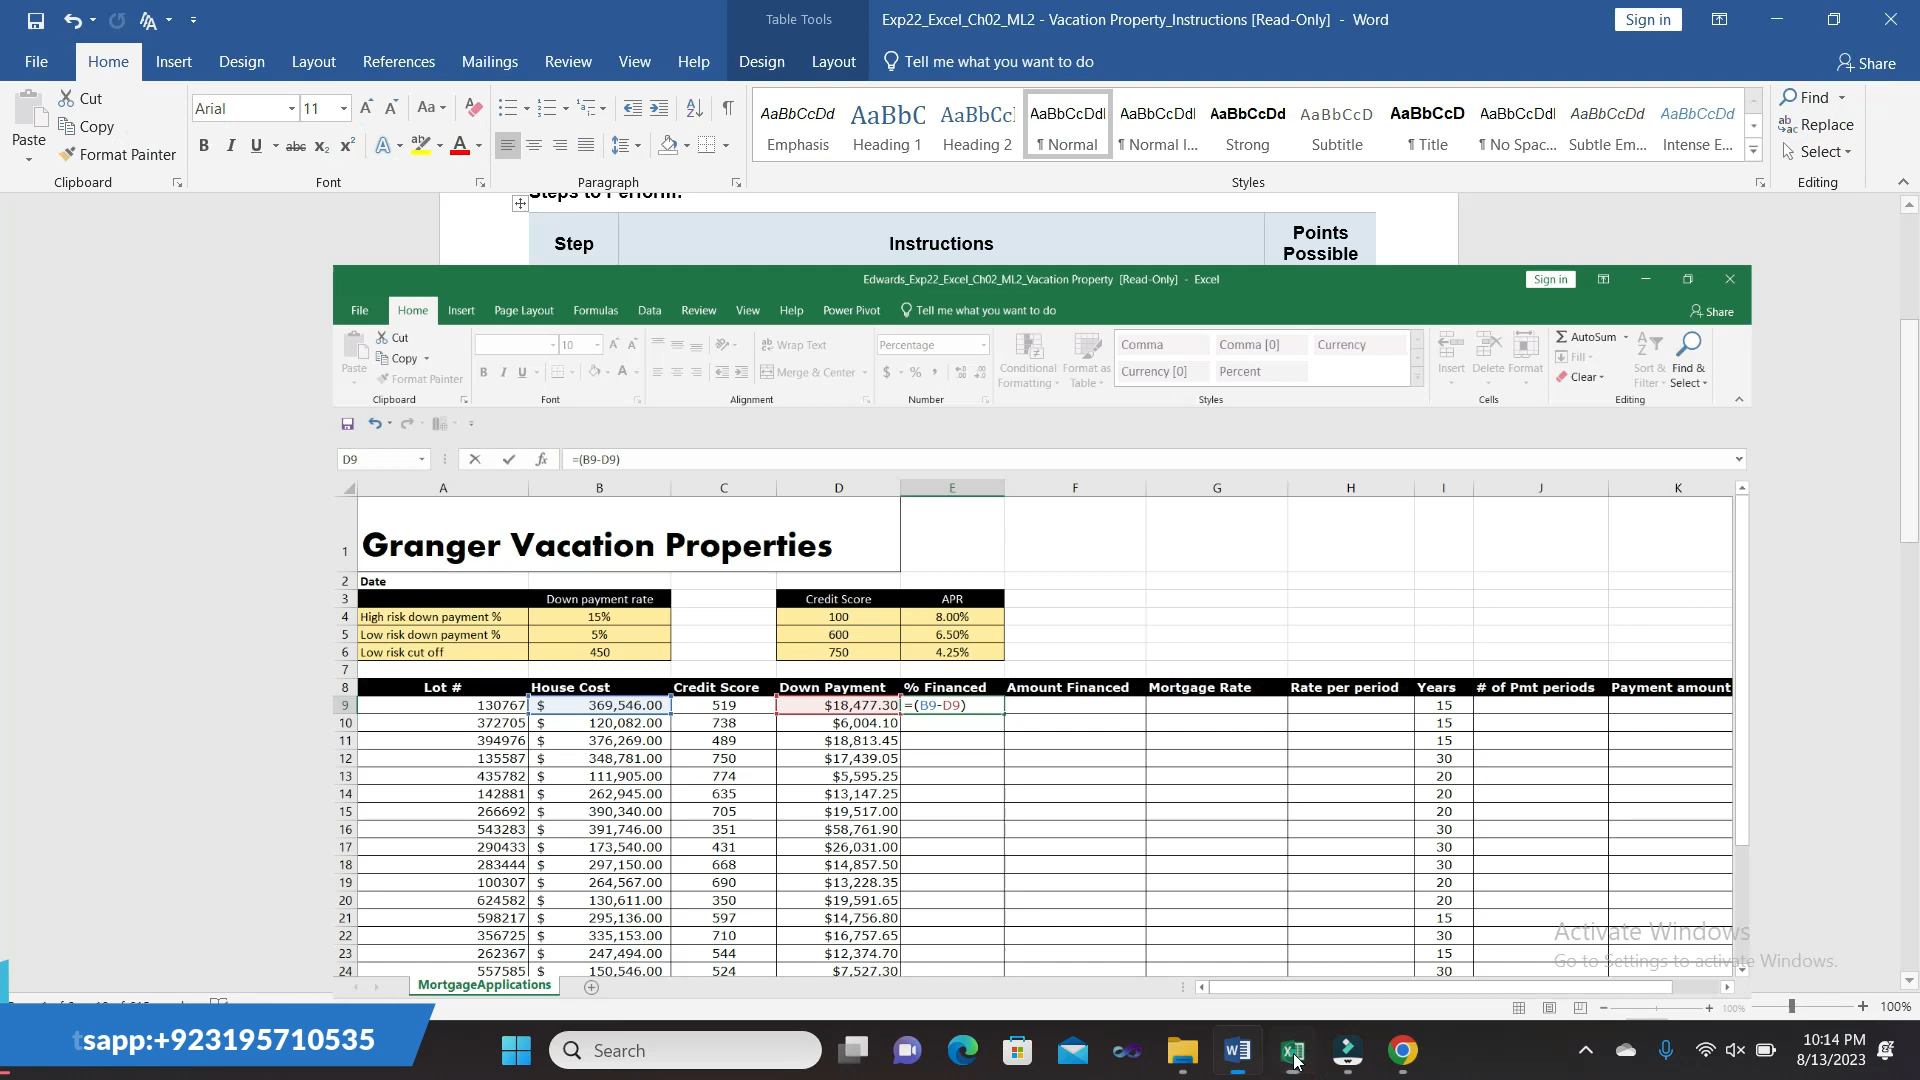 Table Tools
Exp22_Excel_Ch02_ML2 - Vacation Property_Instructions [Read-Only] - Word
Sign in
File Home Insert Design Layout References Mailings Review View Help Design Layout Tell me what you want to do Share
Paste
Cut
Copy
Format Painter
Arial 11
AaBbCcDd AaBbC AaBbCc AaBbCcDd AaBbCcDd AaBbCcDd AaBbCcD AaBbCcD AaBbCcDd AaBbCcDd AaBbCcDd
Emphasis Heading 1 Heading 2 ¶ Normal ¶ Normal I... Strong Subtitle ¶ Title ¶ No Spac... Subtle Em... Intense E...
Find
Replace
Select
Clipboard Font Paragraph Styles Editing
Steps to Perform:
Step Instructions Points Possible
Edwards_Exp22_Excel_Ch02_ML2_Vacation Property [Read-Only] - Excel
Sign in
File Home Insert Page Layout Formulas Data Review View Help Power Pivot Tell me what you want to do Share
Paste
Cut
Copy
Format Painter
10
Wrap Text
Merge & Center
Percentage
Conditional Formatting
Format as Table
Comma Comma [0] Currency
Currency [0] Percent
Insert Delete Format
AutoSum
Fill
Clear
Sort & Filter
Find & Select
Clipboard Font Alignment Number Styles Cells Editing
D9 =(B9-D9)
A B C D E F G H I J K
1 Granger Vacation Properties
2 Date
3 Down payment rate Credit Score APR
4 High risk down payment % 15% 100 8.00%
5 Low risk down payment % 5% 600 6.50%
6 Low risk cut off 450 750 4.25%
7
8 Lot # House Cost Credit Score Down Payment % Financed Amount Financed Mortgage Rate Rate per period Years # of Pmt periods Payment amount
9 130767 $ 369,546.00 519 $18,477.30 =(B9-D9) 15
10 372705 $ 120,082.00 738 $6,004.10 15
11 394976 $ 376,269.00 489 $18,813.45 15
12 135587 $ 348,781.00 750 $17,439.05 30
13 435782 $ 111,905.00 774 $5,595.25 20
14 142881 $ 262,945.00 635 $13,147.25 20
15 266692 $ 390,340.00 705 $19,517.00 20
16 543283 $ 391,746.00 351 $58,761.90 30
17 290433 $ 173,540.00 431 $26,031.00 30
18 283444 $ 297,150.00 668 $14,857.50 30
19 100307 $ 264,567.00 690 $13,228.35 20
20 624582 $ 130,611.00 350 $19,591.65 20
21 598217 $ 295,136.00 597 $14,756.80 15
22 356725 $ 335,153.00 710 $16,757.65 30
23 262367 $ 247,494.00 544 $12,374.70 15
24 557585 $ 150,546.00 524 $7,527.30 30
Activate Windows
Go to Settings to activate Windows.
MortgageApplications
100%
100%
tsapp:+923195710535
Search
10:14 PM
8/13/2023